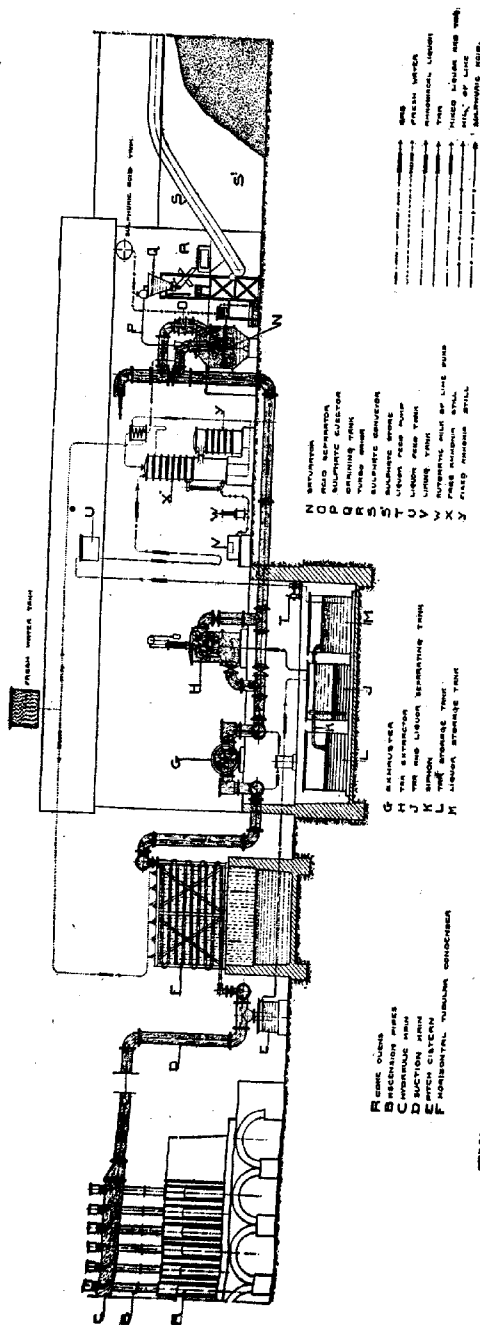 FRESH WATER TANK
SULPHURIC ACID TANK
C
B
D
F
E
G
H
U
V
W
X
Y
P
O
Q
R
S
S'
N
T
L
K
J
M
A COKE OVENS
B ASCENSION PIPES
C HYDRAULIC MAIN
D SUCTION MAIN
E PITCH CISTERN
F HORIZONTAL TUBULAR CONDENSER
G EXHAUSTER
H TAR EXTRACTOR
J TAR AND LIQUOR SEPARATING TANK
K SIPHON
L TAR STORAGE TANK
M LIQUOR STORAGE TANK
N SATURATOR
O ACID SEPARATOR
P SULPHATE EJECTOR
Q DRAINING TANK
R TURBO DRIER
S SULPHATE CONVEYOR
S' SULPHATE STORE
T LIQUOR FEED PUMP
U LIQUOR FEED TANK
V LIMING TANK
W AUTOMATIC MILK OF LIME PUMP
X FREE AMMONIA STILL
Y FIXED AMMONIA STILL
GAS
FRESH WATER
AMMONIACAL LIQUOR
TAR
MIXED LIQUOR AND TAR
MILK OF LIME
SULPHURIC ACID